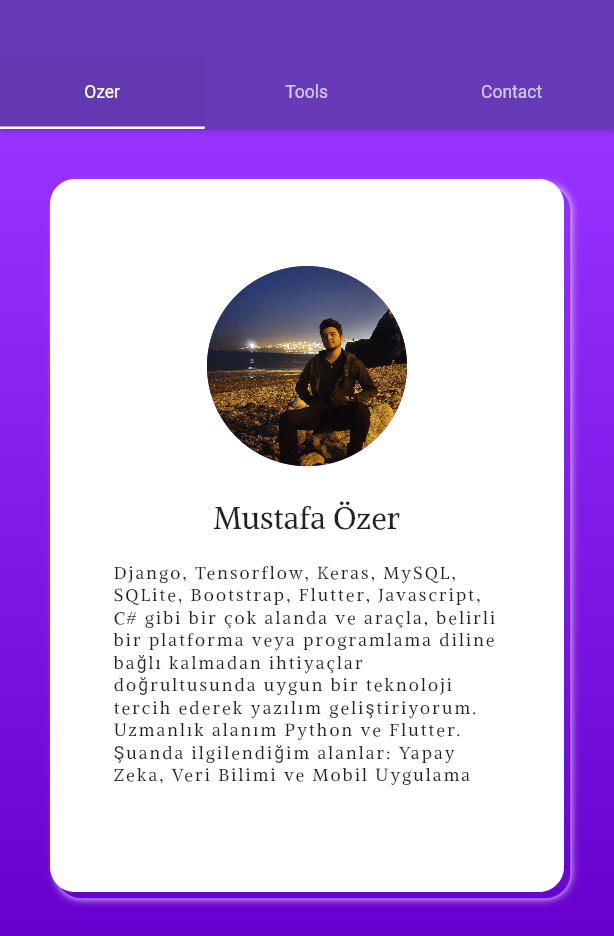 Ozer
Tools
Contact
Mustafa Özer
Django, Tensorflow, Keras, MySQL,
SQLite, Bootstrap, Flutter, Javascript,
C# gibi bir çok alanda ve araçla, belirli
bir platforma veya programlama diline
bağlı kalmadan ihtiyaçlar
doğrultusunda uygun bir teknoloji
tercih ederek yazılım geliştiriyorum.
Uzmanlık alanım Python ve Flutter.
Şuanda ilgilendiğim alanlar: Yapay
Zeka, Veri Bilimi ve Mobil Uygulama